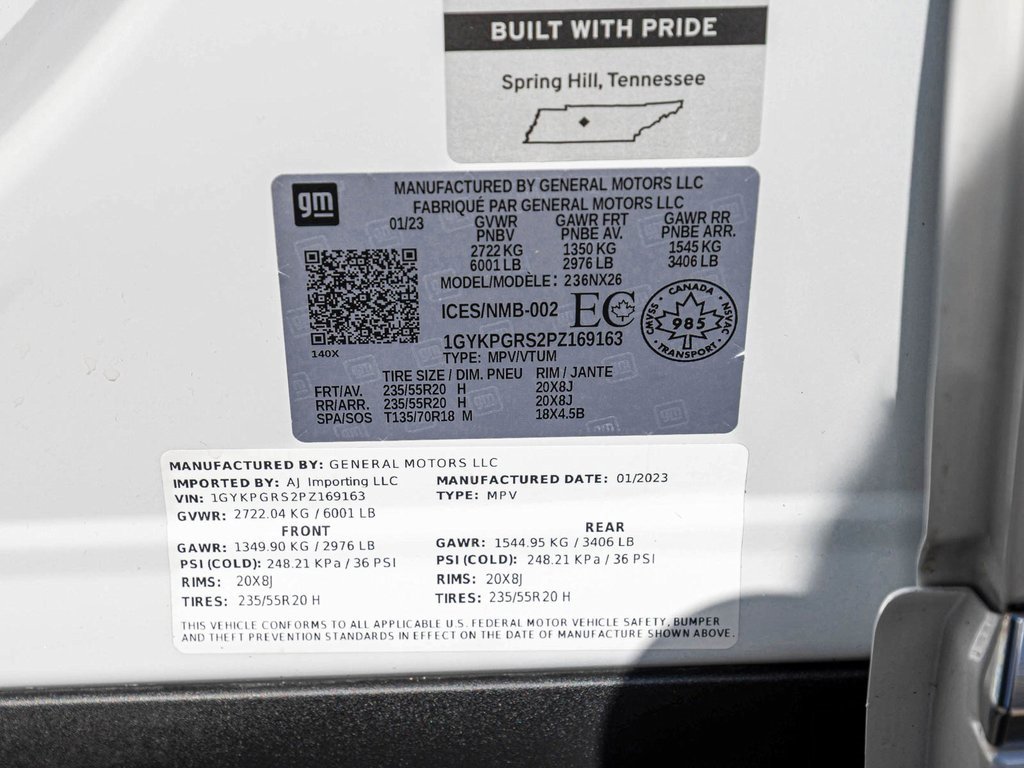 BUILT WITH PRIDE
Spring Hill, Tennessee
gm
MANUFACTURED BY GENERAL MOTORS LLC
FABRIQUÉ PAR GENERAL MOTORS LLC
01/23 GVWR GAWR FRT GAWR RR
PNBV PNBE AV. PNBE ARR.
2722 KG 1350 KG 1545 KG
6001 LB 2976 LB 3406 LB
MODEL/MODÈLE: 236NX26
ICES/NMB-002 EC
CANADA
NSVAC 985 SSAMC
TRANSPORT
1GYKPGRS2PZ169163
140X TYPE: MPV/VTUM
TIRE SIZE / DIM. PNEU RIM / JANTE
FRT/AV. 235/55R20 H 20X8J
RR/ARR. 235/55R20 H 20X8J
SPA/SOS T135/70R18 M 18X4.5B
MANUFACTURED BY: GENERAL MOTORS LLC
IMPORTED BY: AJ Importing LLC MANUFACTURED DATE: 01/2023
VIN: 1GYKPGRS2PZ169163 TYPE: MPV
GVWR: 2722.04 KG / 6001 LB
FRONT REAR
GAWR: 1349.90 KG / 2976 LB GAWR: 1544.95 KG / 3406 LB
PSI (COLD): 248.21 KPa / 36 PSI PSI (COLD): 248.21 KPa / 36 PSI
RIMS: 20X8J RIMS: 20X8J
TIRES: 235/55R20 H TIRES: 235/55R20 H
THIS VEHICLE CONFORMS TO ALL APPLICABLE U.S. FEDERAL MOTOR VEHICLE SAFETY, BUMPER
AND THEFT PREVENTION STANDARDS IN EFFECT ON THE DATE OF MANUFACTURE SHOWN ABOVE.